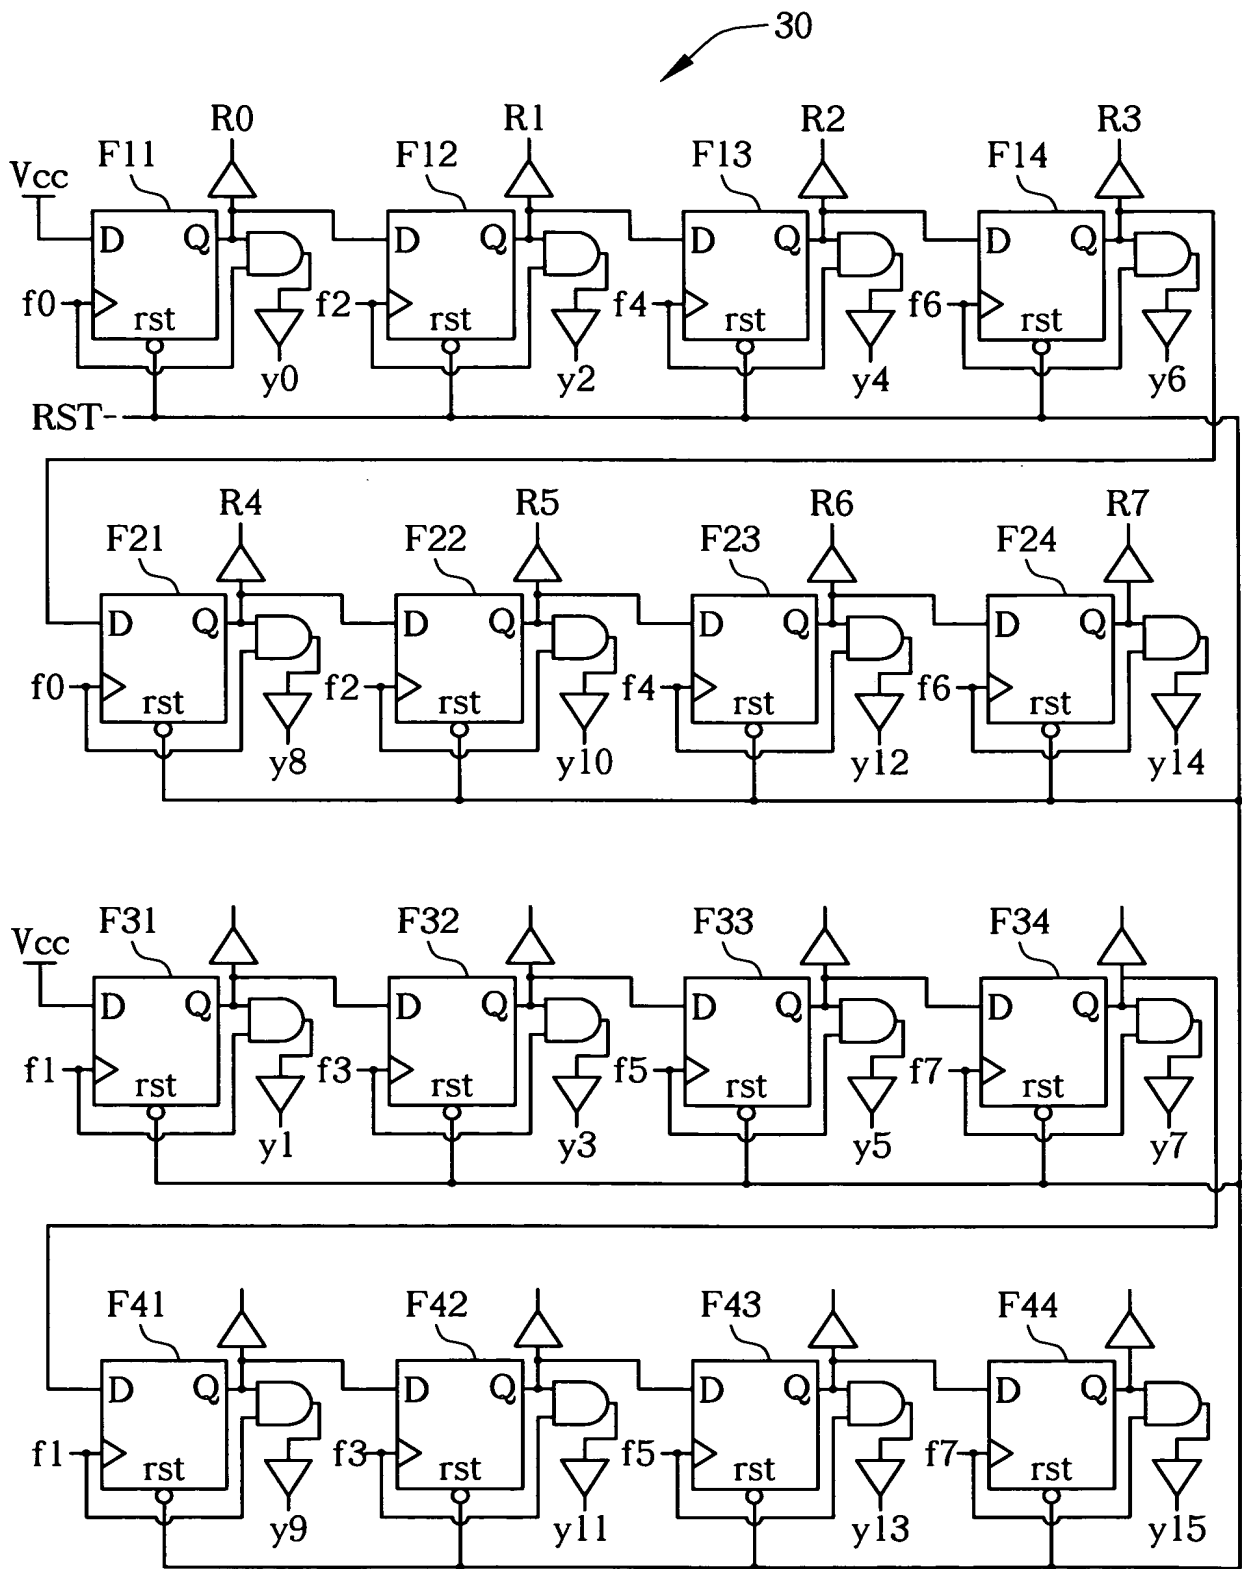 30
R0 R1 R2 R3
F11 F12 F13 F14
Vcc
D Q D Q D Q D Q
f0 f2 f4 f6
rst rst rst rst
y0 y2 y4 y6
RST
R4 R5 R6 R7
F21 F22 F23 F24
D Q D Q D Q D Q
f0 f2 f4 f6
rst rst rst rst
y8 y10 y12 y14
F31 F32 F33 F34
Vcc
D Q D Q D Q D Q
f1 f3 f5 f7
rst rst rst rst
y1 y3 y5 y7
F41 F42 F43 F44
D Q D Q D Q D Q
f1 f3 f5 f7
rst rst rst rst
y9 y11 y13 y15